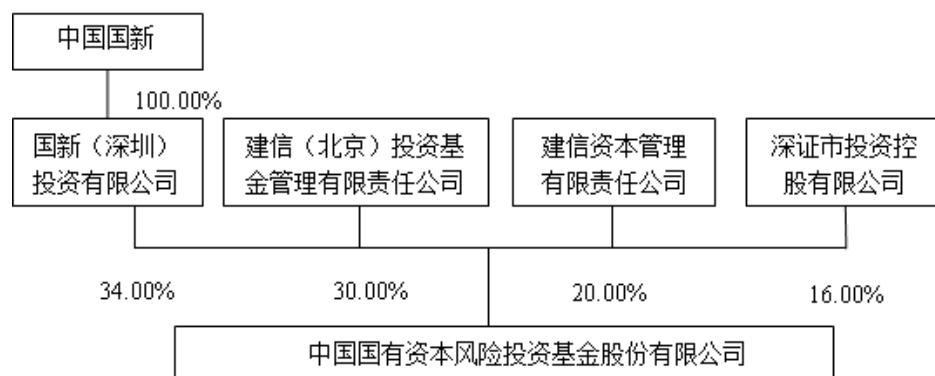 中国国新
100.00%
国新（深圳）
投资有限公司
建信（北京）投资基
金管理有限责任公司
建信资本管理
有限责任公司
深证市投资控
股有限公司
34.00%
30.00%
20.00%
16.00%
中国国有资本风险投资基金股份有限公司